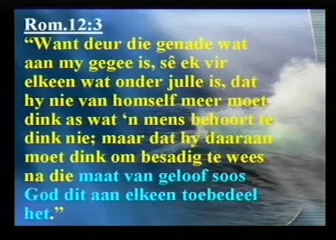 Rom.12:3
“Want deur die genade wat
aan my gegee is, sê ek vir
elkeen wat onder julle is, dat
hy nie van homself meer moet
dink as wat ‘n mens behoort te
dink nie; maar dat hy daaraan
moet dink om besadig te wees
na die maat van geloof soos
God dit aan elkeen toebedeel
het.”